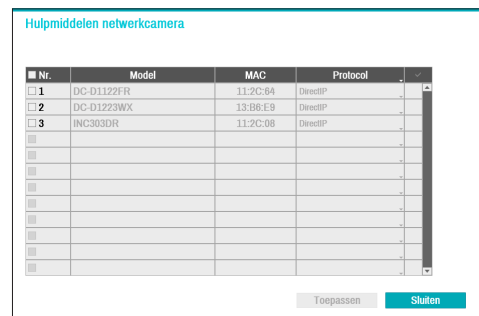 Hulpmiddelen netwerkcamera
Nr. Model MAC Protocol
1 DC-D1122FR 11:2C:64 DirectIP
2 DC-D1223WX 13:B6:E9 DirectIP
3 INC303DR 11:2C:08 DirectIP
Toepassen Sluiten